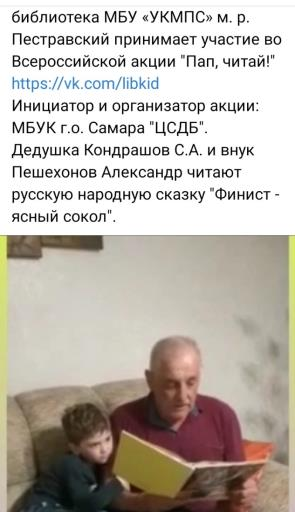 библиотека МБУ «УКМПС» м. р.
Пестравский принимает участие во
Всероссийской акции "Пап, читай!"
https://vk.com/libkid
Инициатор и организатор акции:
МБУК г.о. Самара "ЦСДБ".
Дедушка Кондрашов С.А. и внук
Пешехонов Александр читают
русскую народную сказку "Финист -
ясный сокол".